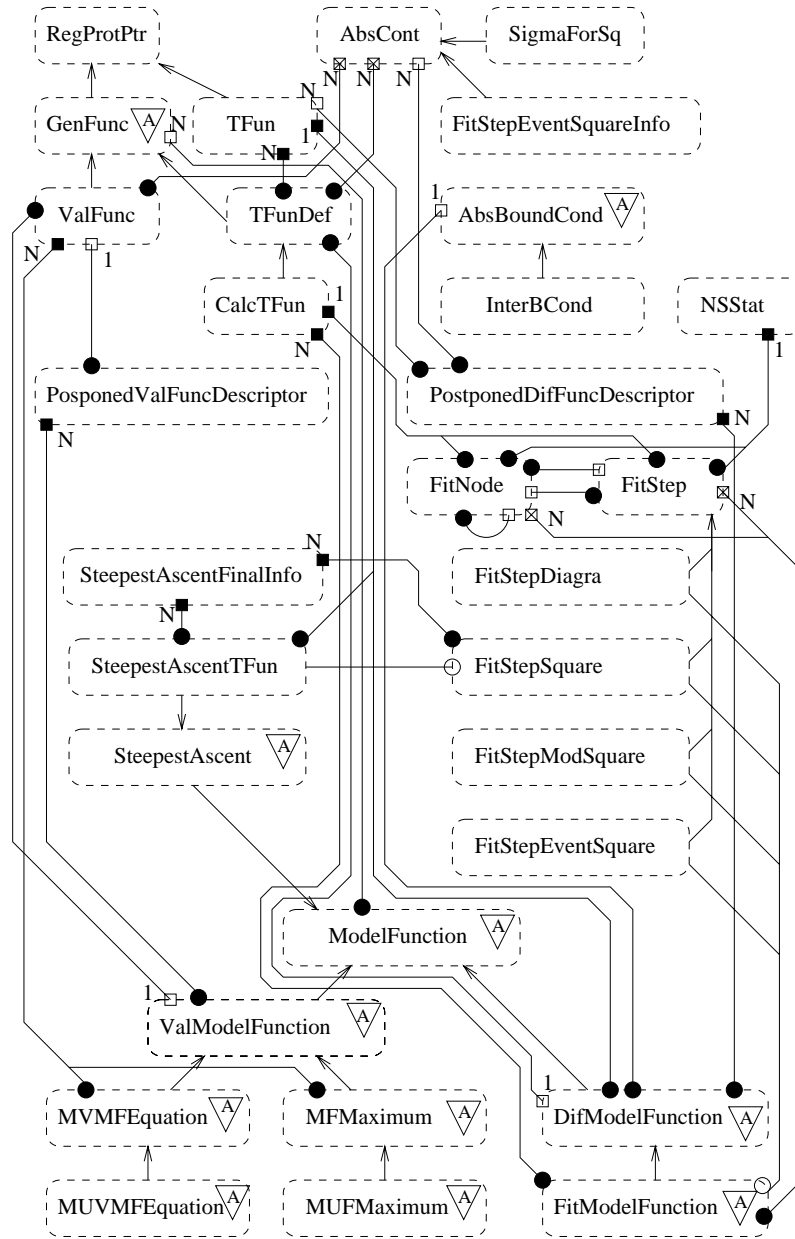 RegProtPtr
AbsCont
SigmaForSq
N N N
N
GenFunc
A
N
TFun
1
FitStepEventSquareInfo
N
ValFunc
TFunDef
1
AbsBoundCond
A
N
1
CalcTFun
1
InterBCond
NSStat
N
1
PosponedValFuncDescriptor
PostponedDifFuncDescriptor
N
N
FitNode
FitStep
N
N
N
SteepestAscentFinalInfo
FitStepDiagra
N
SteepestAscentTFun
FitStepSquare
SteepestAscent
A
FitStepModSquare
FitStepEventSquare
ModelFunction
A
1
ValModelFunction
A
1
MVMFEquation
A
MFMaximum
A
DifModelFunction
A
MUVMFEquation
A
MUFMaximum
A
FitModelFunction
A